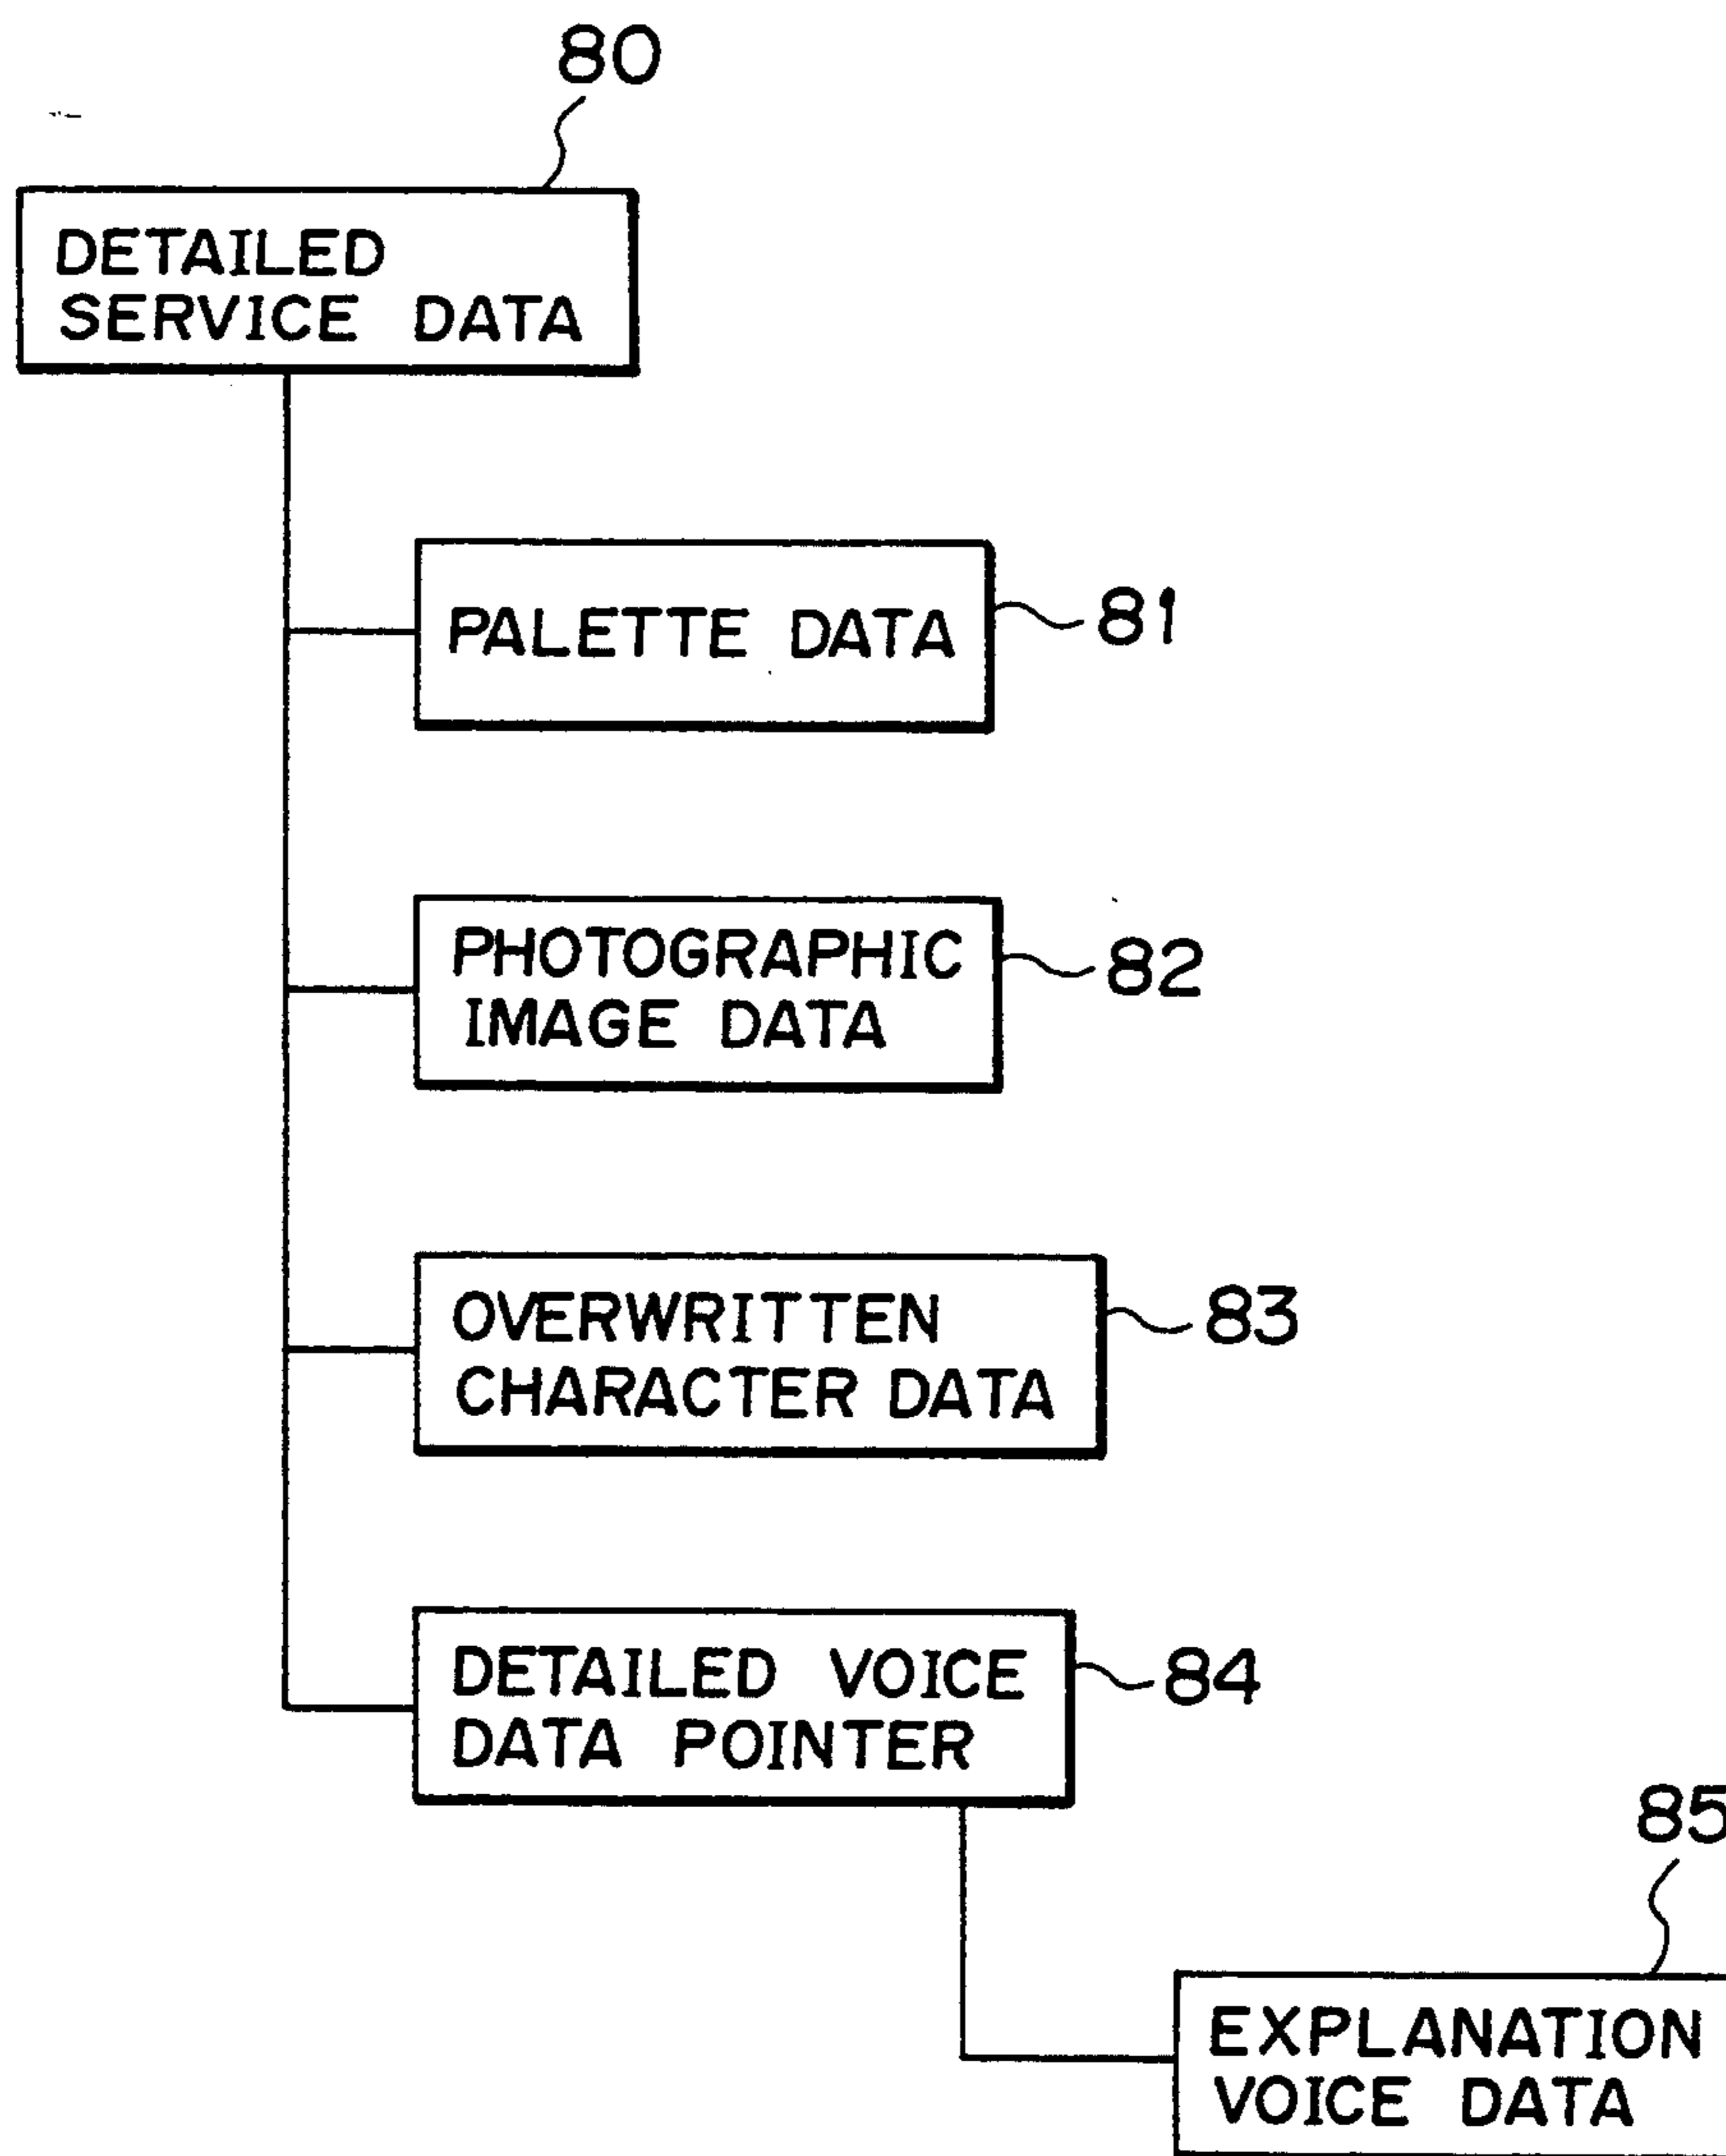 80
DETAILED
SERVICE DATA
PALETTE DATA
81
PHOTOGRAPHIC
IMAGE DATA
82
OVERWRITTEN
CHARACTER DATA
83
DETAILED VOICE
DATA POINTER
84
85
EXPLANATION
VOICE DATA